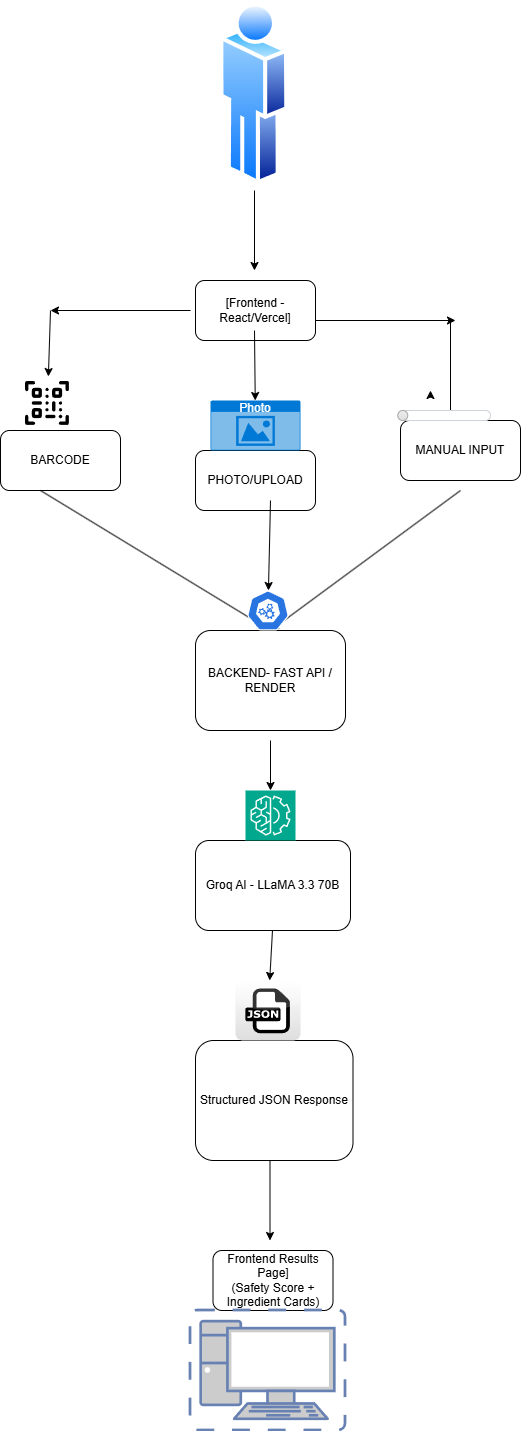 [Frontend -
React/Vercel]
Photo
BARCODE
PHOTO/UPLOAD
MANUAL INPUT
BACKEND- FAST API /
RENDER
Groq AI - LLaMA 3.3 70B
JSON
Structured JSON Response
Frontend Results
Page]
(Safety Score +
Ingredient Cards)